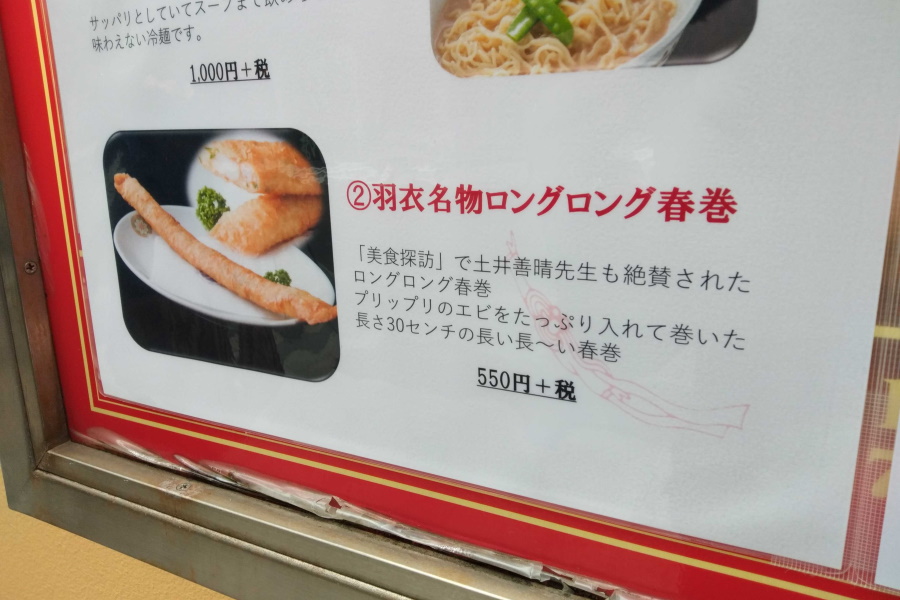 サッパリとしていてスープまで飲め
味わえない冷麺です。
1,000円+税
②羽衣名物ロングロング春巻
「美食探訪」で土井善晴先生も絶賛された
ロングロング春巻
プリップリのエビをたっぷり入れて巻いた
長さ30センチの長い長〜い春巻
550円+税